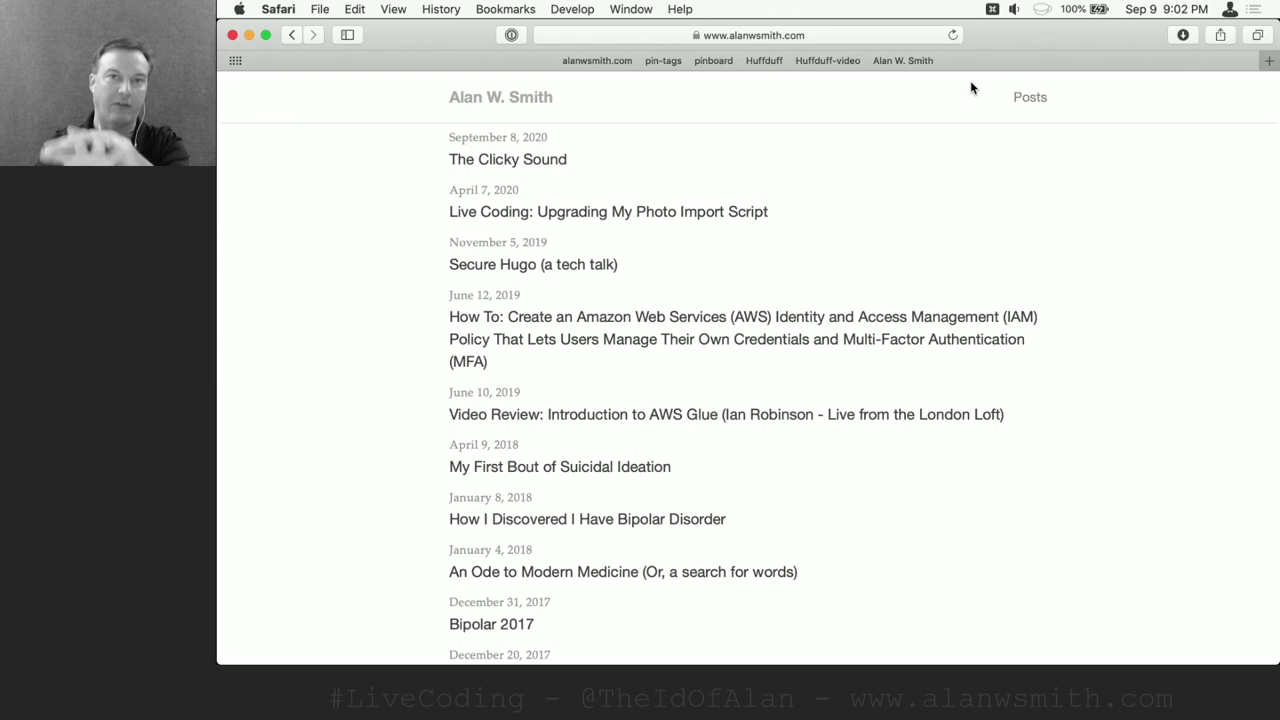 Safari File Edit View History Bookmarks Develop Window Help 100% Sep 9 9:02 PM
www.alanwsmith.com
alanwsmith.com pin-tags pinboard Huffduff Huffduff-video Alan W. Smith
Alan W. Smith Posts
September 8, 2020
The Clicky Sound
April 7, 2020
Live Coding: Upgrading My Photo Import Script
November 5, 2019
Secure Hugo (a tech talk)
June 12, 2019
How To: Create an Amazon Web Services (AWS) Identity and Access Management (IAM)
Policy That Lets Users Manage Their Own Credentials and Multi-Factor Authentication
(MFA)
June 10, 2019
Video Review: Introduction to AWS Glue (Ian Robinson - Live from the London Loft)
April 9, 2018
My First Bout of Suicidal Ideation
January 8, 2018
How I Discovered I Have Bipolar Disorder
January 4, 2018
An Ode to Modern Medicine (Or, a search for words)
December 31, 2017
Bipolar 2017
December 20, 2017
#LiveCoding - @TheIdOfAlan - www.alanwsmith.com